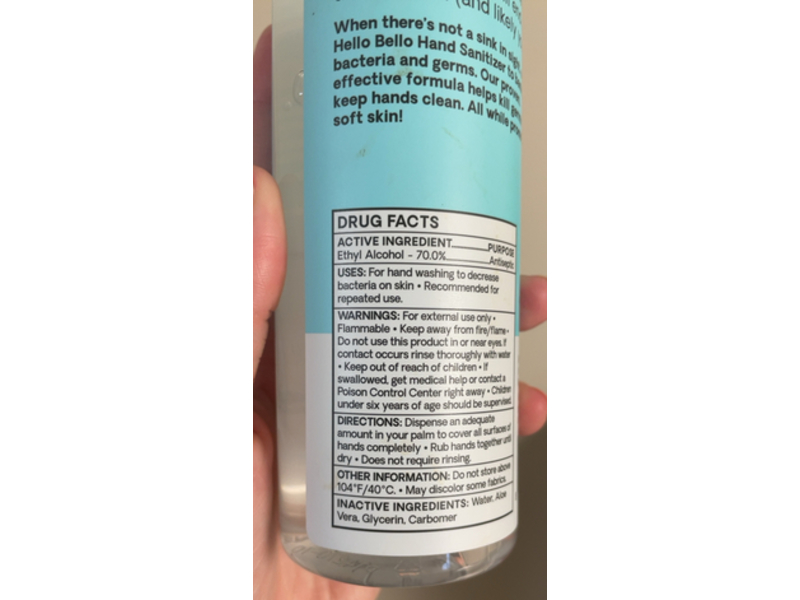 (and likely
When there's not a sink in sight,
Hello Bello Hand Sanitizer to
bacteria and germs. Our proven
effective formula helps kill
keep hands clean. All while
soft skin!
DRUG FACTS
ACTIVE INGREDIENT PURPOSE
Ethyl Alcohol - 70.0% Antiseptic
USES: For hand washing to decrease
bacteria on skin • Recommended for
repeated use.
WARNINGS: For external use only •
Flammable • Keep away from fire/flame •
Do not use this product in or near eyes. If
contact occurs rinse thoroughly with water
• Keep out of reach of children • If
swallowed, get medical help or contact a
Poison Control Center right away • Children
under six years of age should be supervised.
DIRECTIONS: Dispense an adequate
amount in your palm to cover all surfaces of
hands completely • Rub hands together until
dry • Does not require rinsing.
OTHER INFORMATION: Do not store above
104°F/40°C. • May discolor some fabrics.
INACTIVE INGREDIENTS: Water, Aloe
Vera, Glycerin, Carbomer